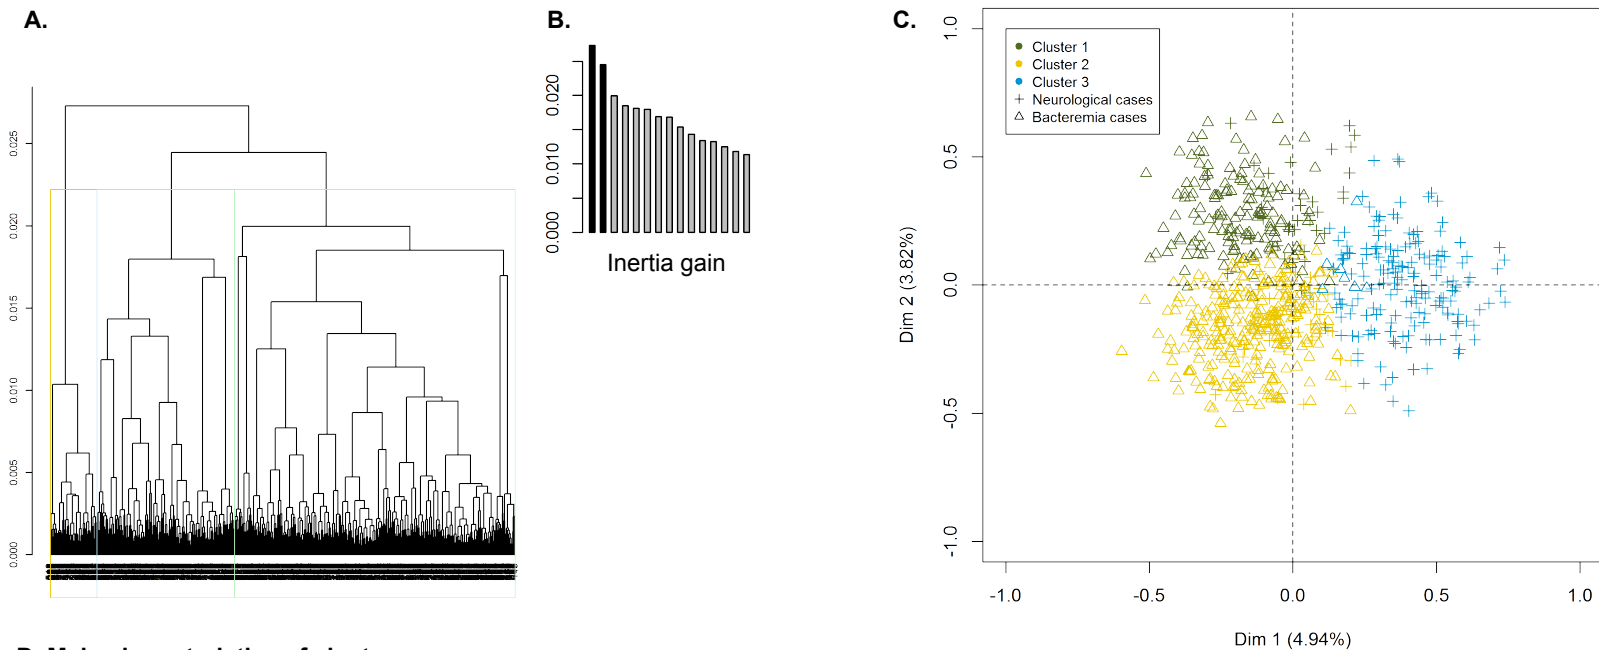 A.
0.000
0.005
0.010
0.015
0.020
0.025
B.
0.000
0.010
0.020
Inertia gain
C.
Cluster 1
Cluster 2
Cluster 3
Neurological cases
Bacteremia cases
Dim 2 (3.82%)
1.0
0.5
0.0
-0.5
-1.0
-1.0
-0.5
0.0
0.5
1.0
Dim 1 (4.94%)